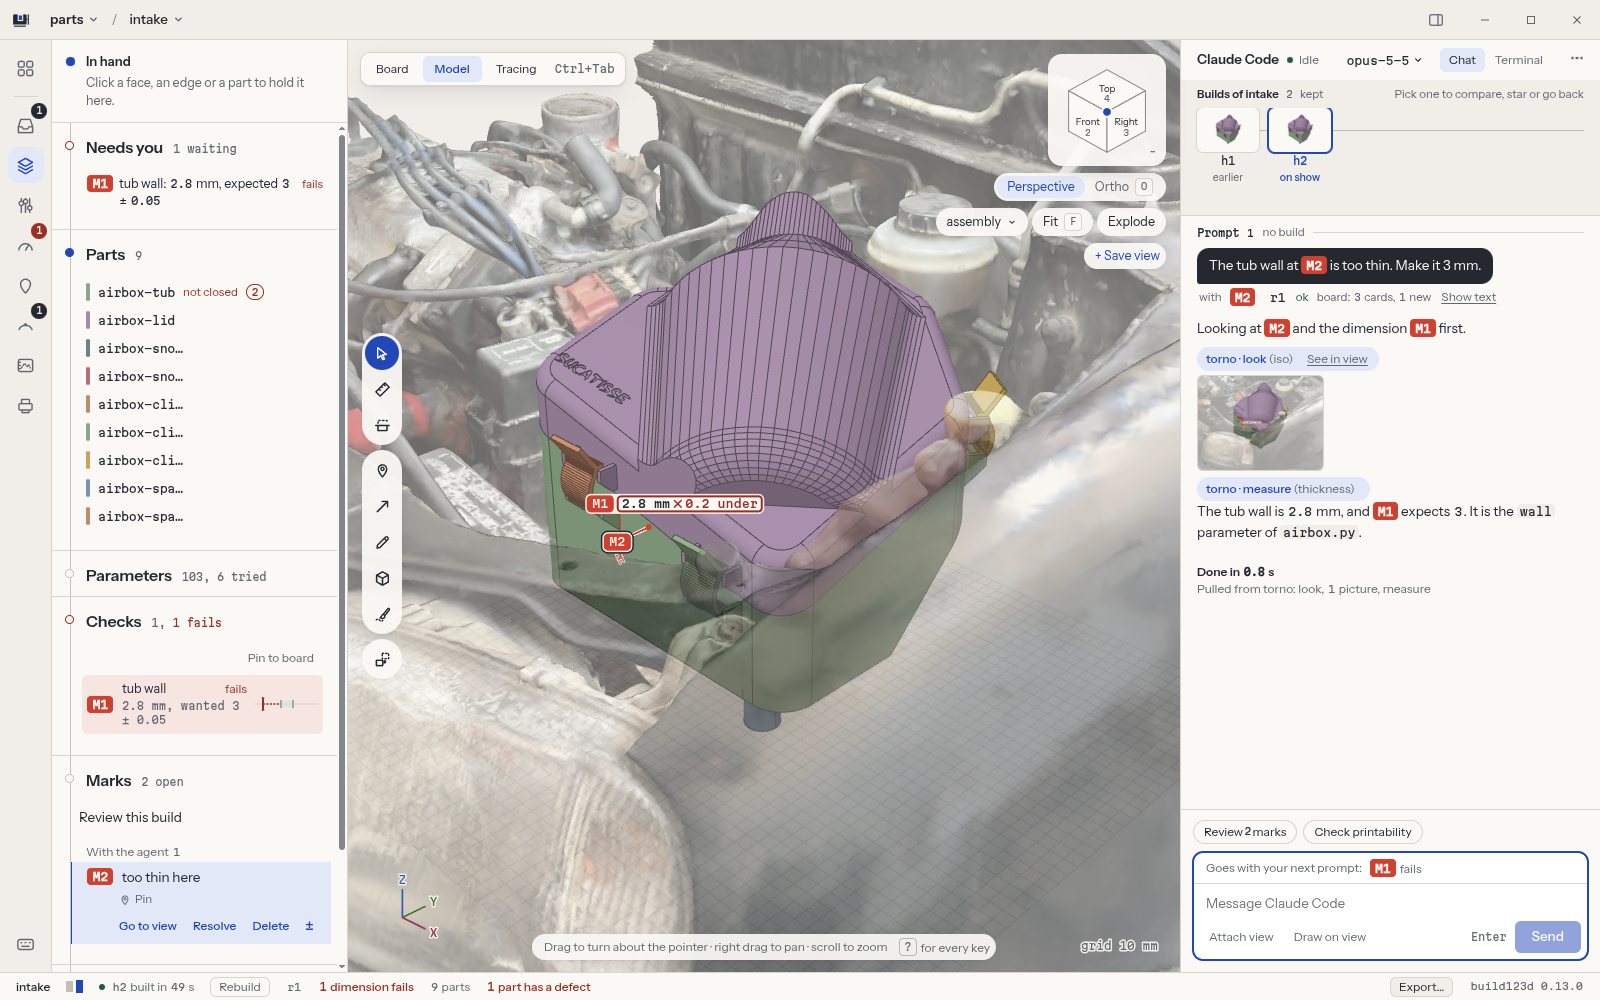 parts / intake
In hand
Click a face, an edge or a part to hold it
here.
1
1
1
Needs you 1 waiting
M1 tub wall: 2.8 mm, expected 3 fails
± 0.05
Parts 9
airbox-tub not closed 2
airbox-lid
airbox-sno…
airbox-sno…
airbox-cli…
airbox-cli…
airbox-cli…
airbox-spa…
airbox-spa…
Parameters 103, 6 tried
Checks 1, 1 fails
Pin to board
tub wall fails
M1 2.8 mm, wanted 3
± 0.05
Marks 2 open
Review this build
With the agent 1
M2 too thin here
Pin
Go to view Resolve Delete ±
Board Model Tracing Ctrl+Tab
Top
4
Front
2
Right
3
Perspective Ortho 0
assembly Fit F Explode
+ Save view
SUCATISSE
M1 2.8 mm × 0.2 under
M2
Z
Y
X
Drag to turn about the pointer · right drag to pan · scroll to zoom ? for every key
grid 10 mm
Claude Code Idle opus-5-5 Chat Terminal
Builds of intake 2 kept Pick one to compare, star or go back
h1
earlier
h2
on show
Prompt 1 no build
The tub wall at M2 is too thin. Make it 3 mm.
with M2 r1 ok board: 3 cards, 1 new Show text
Looking at M2 and the dimension M1 first.
torno · look (iso) See in view
torno · measure (thickness)
The tub wall is 2.8 mm, and M1 expects 3. It is the wall
parameter of airbox.py.
Done in 0.8 s
Pulled from torno: look, 1 picture, measure
Review 2 marks Check printability
Goes with your next prompt: M1 fails
Message Claude Code
Attach view Draw on view Enter Send
intake h2 built in 49 s Rebuild r1 1 dimension fails 9 parts 1 part has a defect Export… build123d 0.13.0